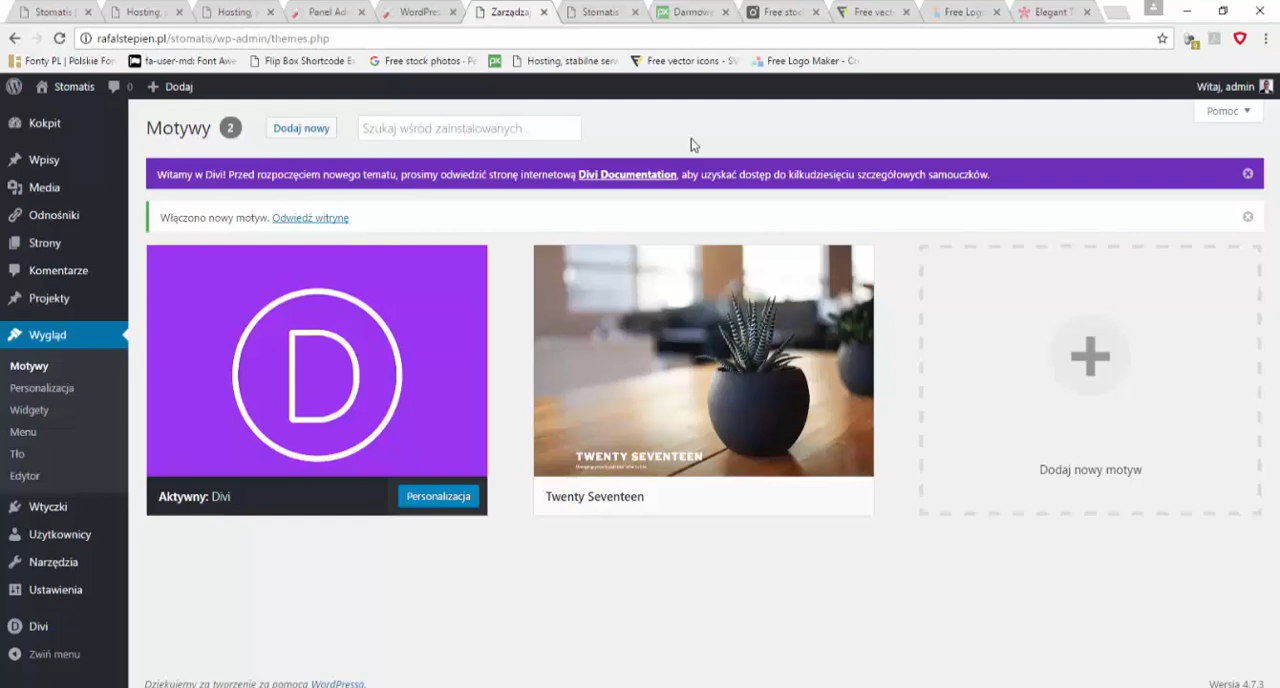 Stomatis |
Hosting, 
Hosting, 
Panel Adm
WordPres
Zarządza
Stomatis
Darmowe
Free stoc
Free vect
Free Logo
Elegant T
rafalstepien.pl/stomatis/wp-admin/themes.php
Fonty PL | Polskie Fon
fa-user-md: Font Awe
Flip Box Shortcode E
Free stock photos · Pe
Hosting, stabilne serw
Free vector icons - SV
Free Logo Maker - Cr
Stomatis
0
Dodaj
Witaj, admin
Kokpit
Wpisy
Media
Odnośniki
Strony
Komentarze
Projekty
Wygląd
Motywy
Personalizacja
Widgety
Menu
Tło
Edytor
Wtyczki
Użytkownicy
Narzędzia
Ustawienia
Divi
Zwiń menu
Pomoc
Motywy 2
Dodaj nowy
Szukaj wśród zainstalowanych...
Witamy w Divi! Przed rozpoczęciem nowego tematu, prosimy odwiedzić stronę internetową Divi Documentation, aby uzyskać dostęp do kilkudziesięciu szczegółowych samouczków.
Włączono nowy motyw. Odwiedź witrynę
D
Aktywny: Divi
Personalizacja
TWENTY SEVENTEEN
Twenty Seventeen
Dodaj nowy motyw
Dziękujemy za tworzenie za pomocą WordPressa.
Wersja 4.7.3